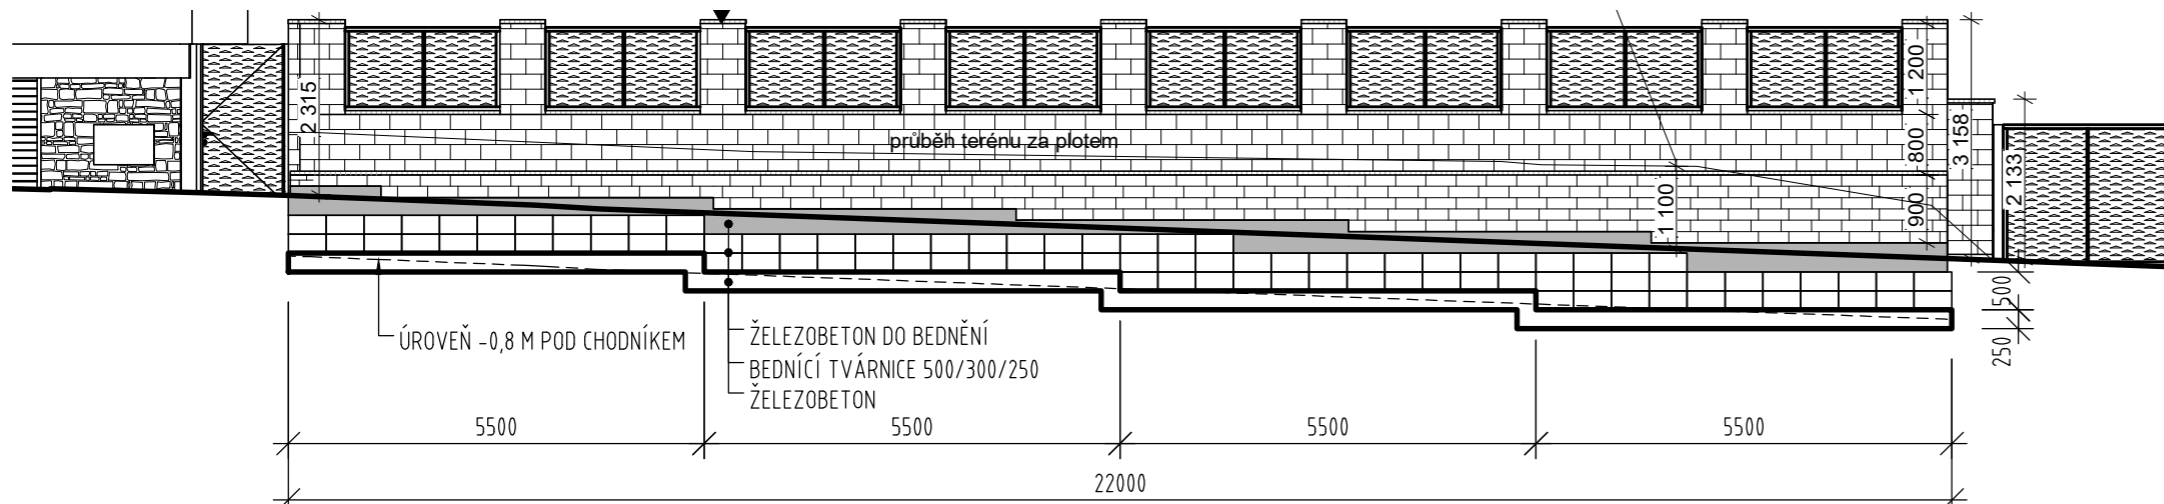 2 315
1 200
800
3 158
2 133
průběh terénu za plotem
1 100
900
500
250
ÚROVEŇ -0,8 M POD CHODNÍKEM
ŽELEZOBETON DO BEDNĚNÍ
BEDNÍCÍ TVÁRNICE 500/300/250
ŽELEZOBETON
5500
5500
5500
5500
22000